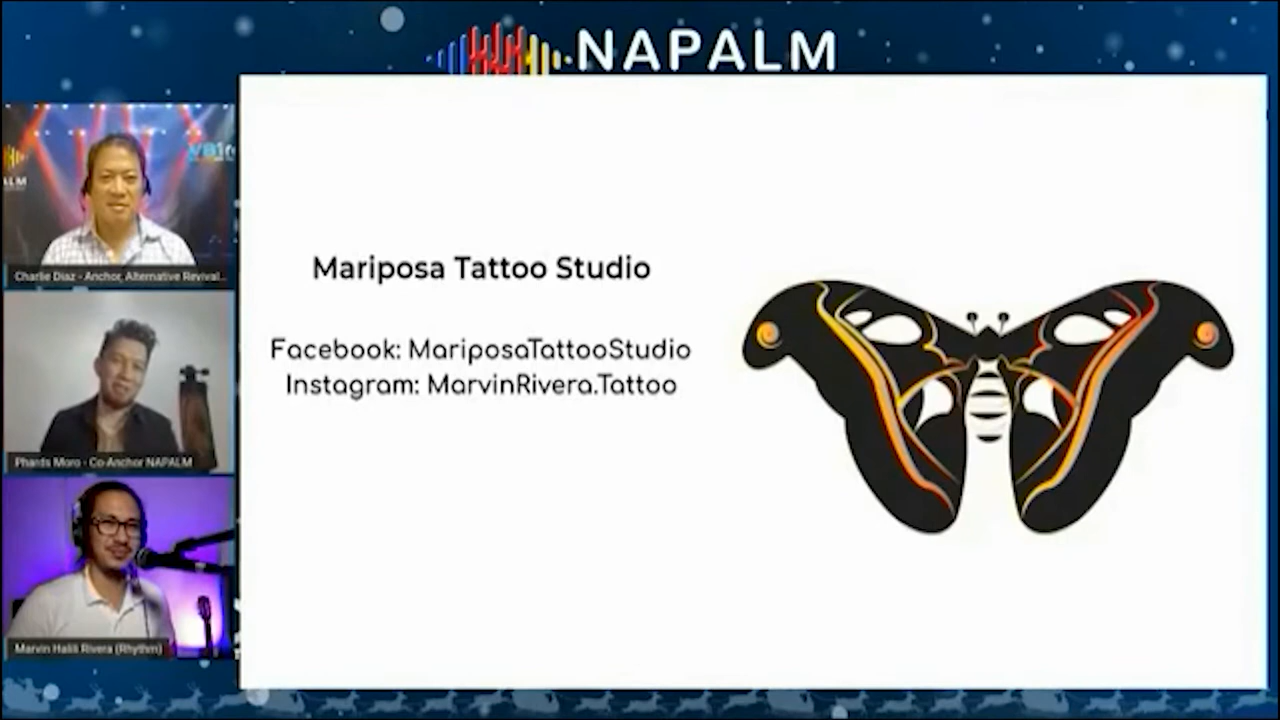 NAPALM
Charlie Diaz - Anchor, Alternative Revival...
Phards Moro - Co-Anchor NAPALM
Marvin Halili Rivera (Rhythm)
Mariposa Tattoo Studio
Facebook: MariposaTattooStudio
Instagram: MarvinRivera.Tattoo